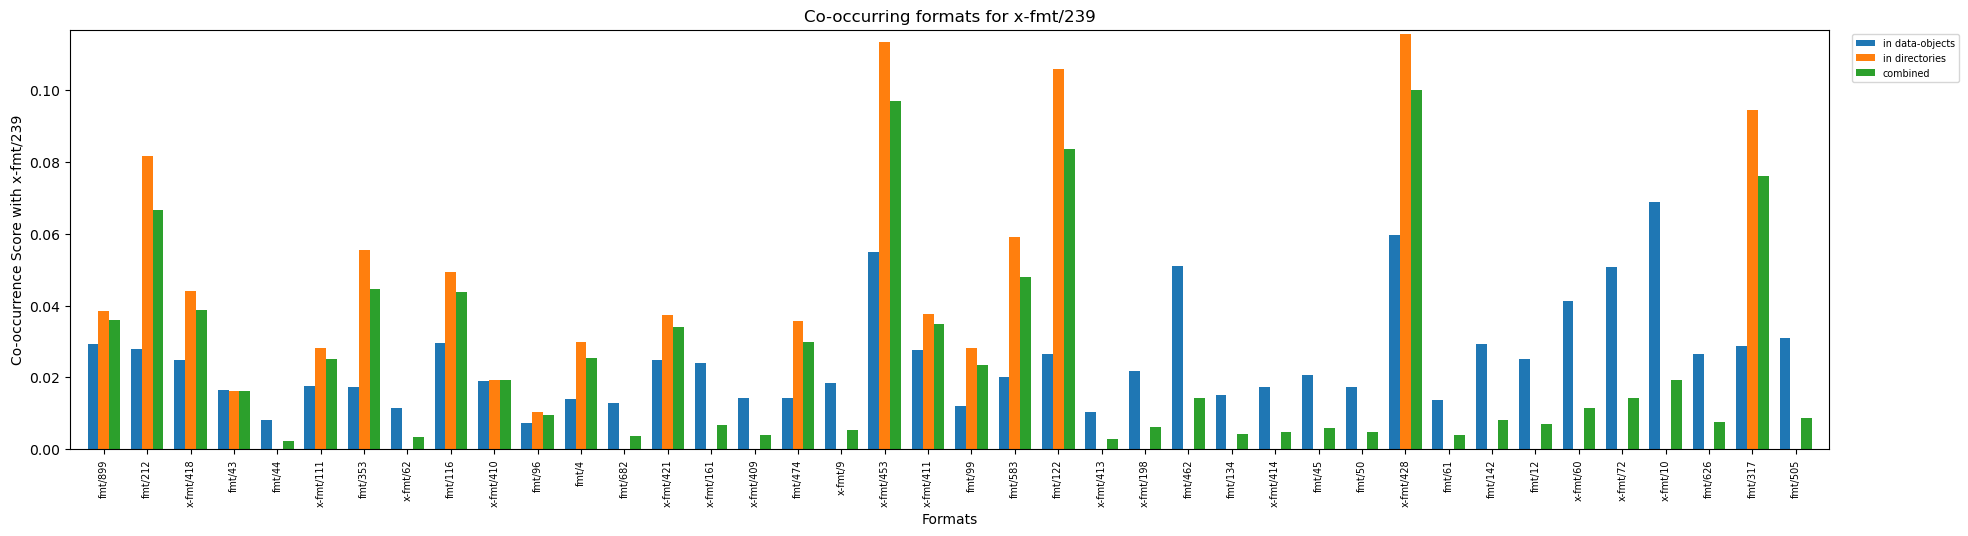 Co-occurring formats for x-fmt/239
in data-objects
in directories
combined
Co-occurrence Score with x-fmt/239
0.10
0.08
0.06
0.04
0.02
0.00
fmt/899
fmt/212
x-fmt/418
fmt/43
fmt/44
x-fmt/111
fmt/353
x-fmt/62
fmt/116
x-fmt/410
fmt/96
fmt/4
fmt/682
x-fmt/421
x-fmt/161
x-fmt/409
fmt/474
x-fmt/9
x-fmt/453
x-fmt/411
fmt/99
fmt/583
fmt/122
x-fmt/413
x-fmt/198
fmt/462
fmt/134
x-fmt/414
fmt/45
fmt/50
x-fmt/428
fmt/61
fmt/142
fmt/12
x-fmt/60
x-fmt/72
x-fmt/10
fmt/626
fmt/317
fmt/505
Formats